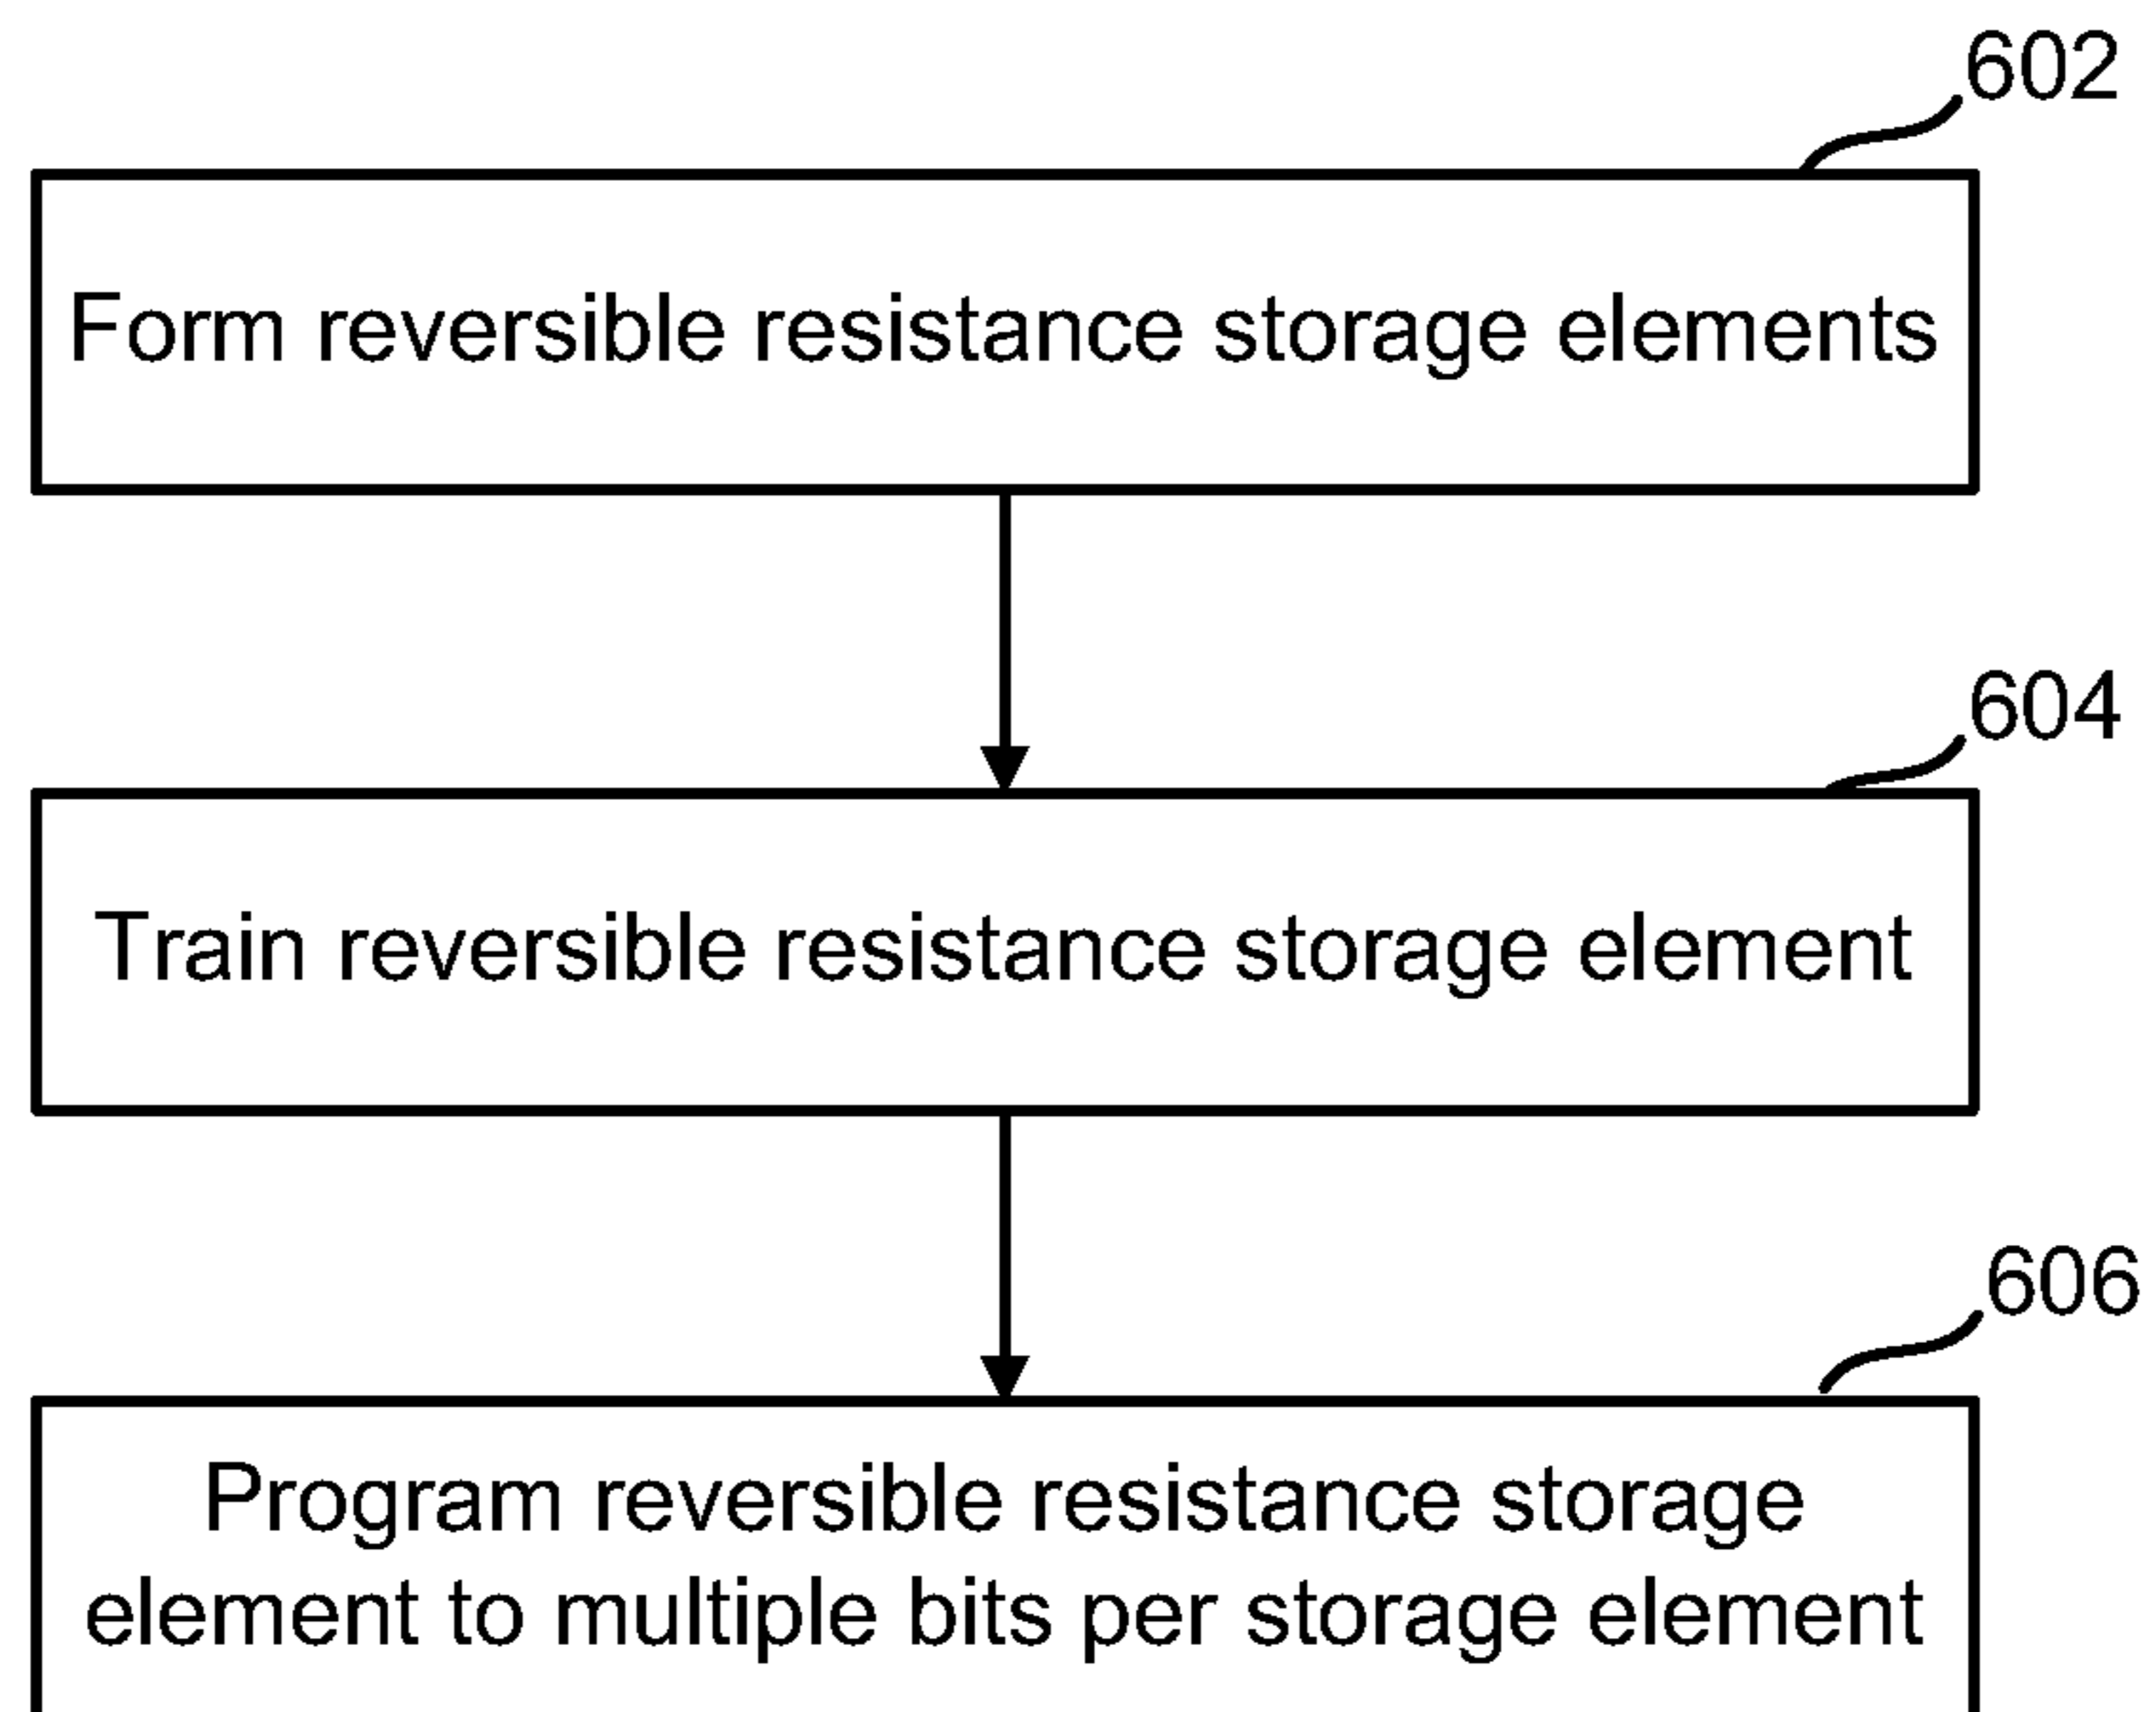 602
Form reversible resistance storage elements
604
Train reversible resistance storage element
606
Program reversible resistance storage
element to multiple bits per storage element